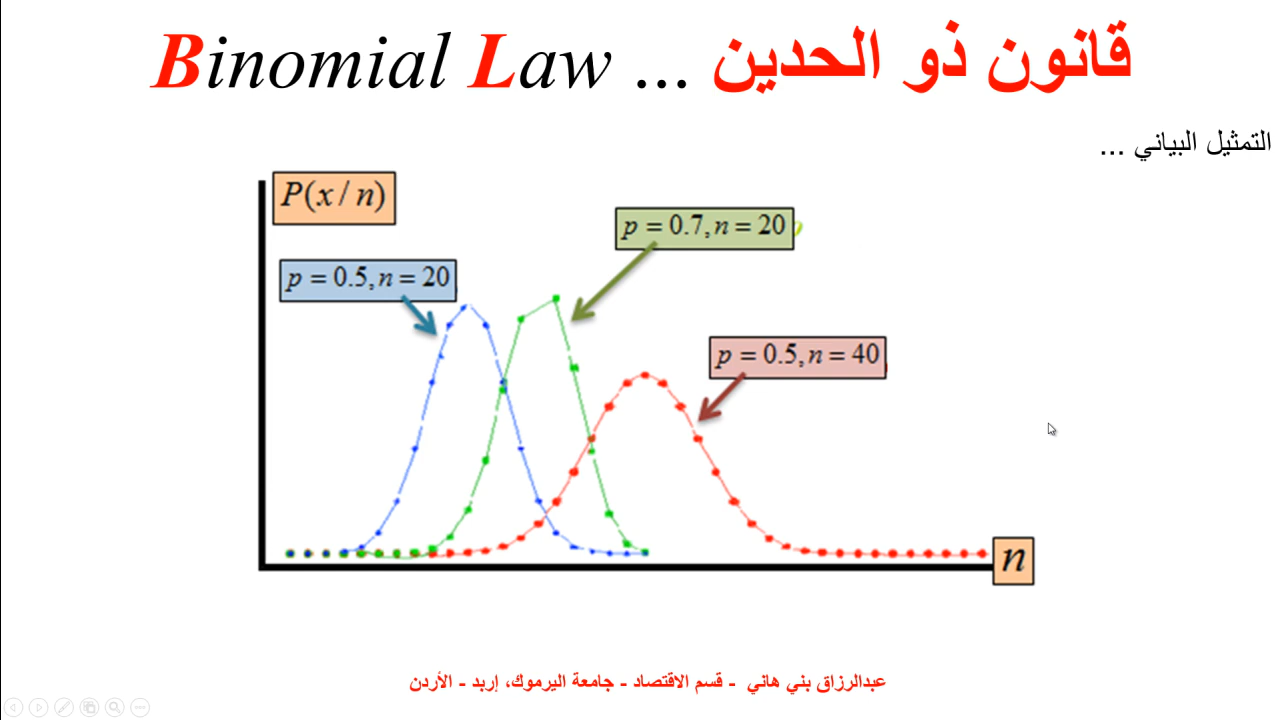 قانون ذو الحدين ... Binomial Law
التمثيل البياني ...
P(x / n)
p = 0.7, n = 20
p = 0.5, n = 20
p = 0.5, n = 40
n
عبدالرزاق بني هاني - قسم الاقتصاد - جامعة اليرموك، إربد - الأردن